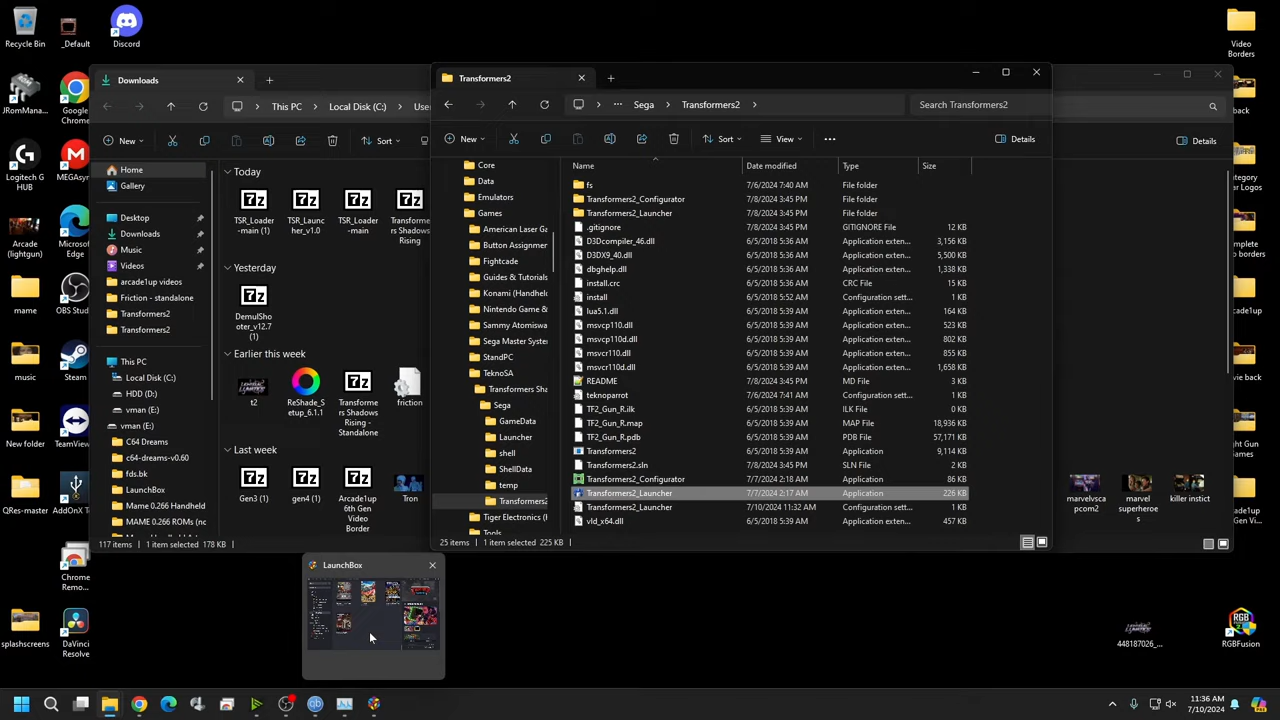 Recycle Bin
_Default
Discord
JRomMana...
Google
Chrome
Logitech G
HUB
MEGAsync
Arcade
(lightgun)
Microsoft
Edge
mame
OBS Studio
music
Steam
New folder
TeamViewer
QRes-master
AddOnX T
Chrome
Remo...
splashscreens
DaVinci
Resolve
Downloads
This PC
Local Disk (C:)
New
Sort
Home
Gallery
Desktop
Downloads
Music
Videos
arcade1up videos
Friction - standalone
Transformers2
Transformers2
This PC
Local Disk (C:)
HDD (D:)
vman (E:)
vman (E:)
C64 Dreams
c64-dreams-v0.60
fds.bk
LaunchBox
Mame 0.266 Handheld
MAME 0.266 ROMs (nc
Today
TSR_Loader
-main (1)
TSR_Launc
her_v1.0
TSR_Loader
-main
Transforme
rs Shadows
Rising
Yesterday
DemulSho
oter_v12.7
(1)
Earlier this week
t2
ReShade_S
etup_6.1.1
Transforme
rs Shadows
Rising -
Standalone
friction
Last week
Gen3 (1)
gen4 (1)
Arcade1up
6th Gen
Video
Border
Tron
117 items
1 item selected 178 KB
Transformers2
Sega
Transformers2
Search Transformers2
New
Sort
View
Details
Core
Data
Emulators
Games
American Laser Ga
Button Assignmer
Fightcade
Guides & Tutorials
Konami (Handhelc
Nintendo Game &
Sammy Atomiswa
Sega Master Systen
StandPC
TeknoSA
Transformers Sha
Sega
GameData
Launcher
shell
ShellData
temp
Transformers2
Tiger Electronics (H
Tools
Name Date modified Type Size
fs 7/6/2024 7:40 AM File folder
Transformers2_Configurator 7/8/2024 3:45 PM File folder
Transformers2_Launcher 7/8/2024 3:45 PM File folder
.gitignore 7/8/2024 3:45 PM GITIGNORE File 12 KB
D3Dcompiler_46.dll 6/5/2018 5:36 AM Application exten... 3,156 KB
D3DX9_40.dll 6/5/2018 5:36 AM Application exten... 5,500 KB
dbghelp.dll 6/5/2018 5:36 AM Application exten... 1,338 KB
install.crc 6/5/2018 5:36 AM CRC File 15 KB
install 6/5/2018 5:52 AM Configuration sett... 1 KB
lua5.1.dll 6/5/2018 5:39 AM Application exten... 164 KB
msvcp110.dll 6/5/2018 5:39 AM Application exten... 523 KB
msvcp110d.dll 6/5/2018 5:39 AM Application exten... 802 KB
msvcr110.dll 6/5/2018 5:39 AM Application exten... 855 KB
msvcr110d.dll 6/5/2018 5:36 AM Application exten... 1,658 KB
README 7/8/2024 3:45 PM MD File 3 KB
teknoparrot 7/6/2024 7:41 AM Configuration sett... 1 KB
TF2_Gun_R.ilk 6/5/2018 5:39 AM ILK File 0 KB
TF2_Gun_R.map 6/5/2018 5:39 AM MAP File 18,936 KB
TF2_Gun_R.pdb 6/5/2018 5:39 AM PDB File 57,171 KB
Transformers2 6/5/2018 5:39 AM Application 9,114 KB
Transformers2.sln 7/8/2024 3:45 PM SLN File 2 KB
Transformers2_Configurator 7/7/2024 2:18 AM Application 86 KB
Transformers2_Launcher 7/7/2024 2:17 AM Application 226 KB
Transformers2_Launcher 7/10/2024 11:32 AM Configuration sett... 1 KB
vld_x64.dll 6/5/2018 5:39 AM Application exten... 457 KB
25 items
1 item selected 225 KB
Details
marvelvsca
pcom2
marvel
superheroe
s
killer instict
Video
Borders
448187026_...
RGB
RGBFusion
LaunchBox
11:36 AM
7/10/2024